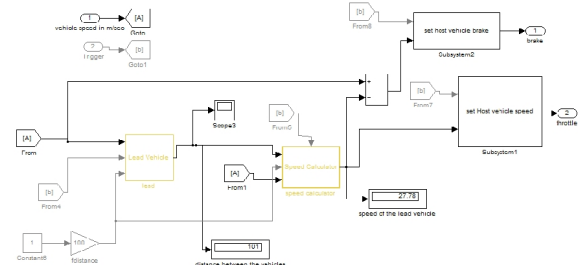 1
vehicle speed in m/sec
[A]
Goto
2
Trigger
[b]
Goto1
[b]
From8
set host vehicle brake
Subsystem2
1
brake
+
−
[b]
From7
set Host vehicle speed
Subsystem1
2
throttle
Scope3
[A]
From
Lead Vehicle
lead
[b]
[A]
From1
Speed Calculator
speed calculator
27.78
speed of the lead vehicle
[b]
From4
1
Constant6
100
fdistance
101
distance between the vehicles